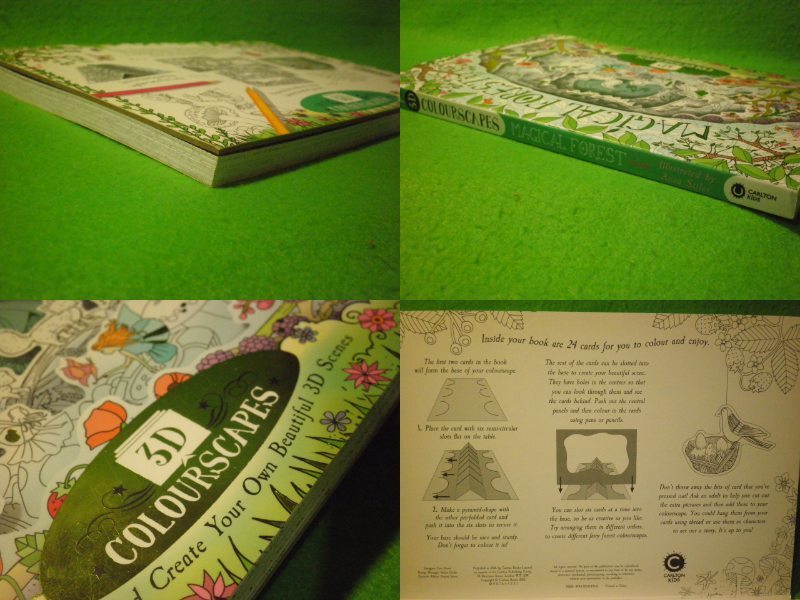 3D
COLOURSCAPES
MAGICAL FOREST
Illustrated by
CARLTON
KIDS
MAGICAL FOREST
3D
COLOURSCAPES
Create Your Own Beautiful 3D Scenes
Inside your book are 24 cards for you to colour and enjoy.
The first two cards in the book
will form the base of your colourscape.
1. Place the card with six semi-circular
slots flat on the table.
2. Make a pyramid-shape with
the other pre-folded card and
push it into the six slots to secure it.
Your base should be nice and sturdy.
Don't forget to colour it in!
The rest of the cards can be slotted into
the base to create your beautiful scene.
They have holes in the centres so that
you can look through them and see
the cards behind. Push out the central
panels and then colour in the cards
using pens or pencils.
You can slot six cards at a time into
the base, so be as creative as you like.
Try arranging them in different orders,
to create different fairy forest colourscapes.
Don't throw away the bits of card that you've
pressed out! Ask an adult to help you cut out
the extra pictures and then add them to your
colourscape. You could hang them from your
cards using thread or use them as characters
to act out a story. It's up to you!
CARLTON
KIDS